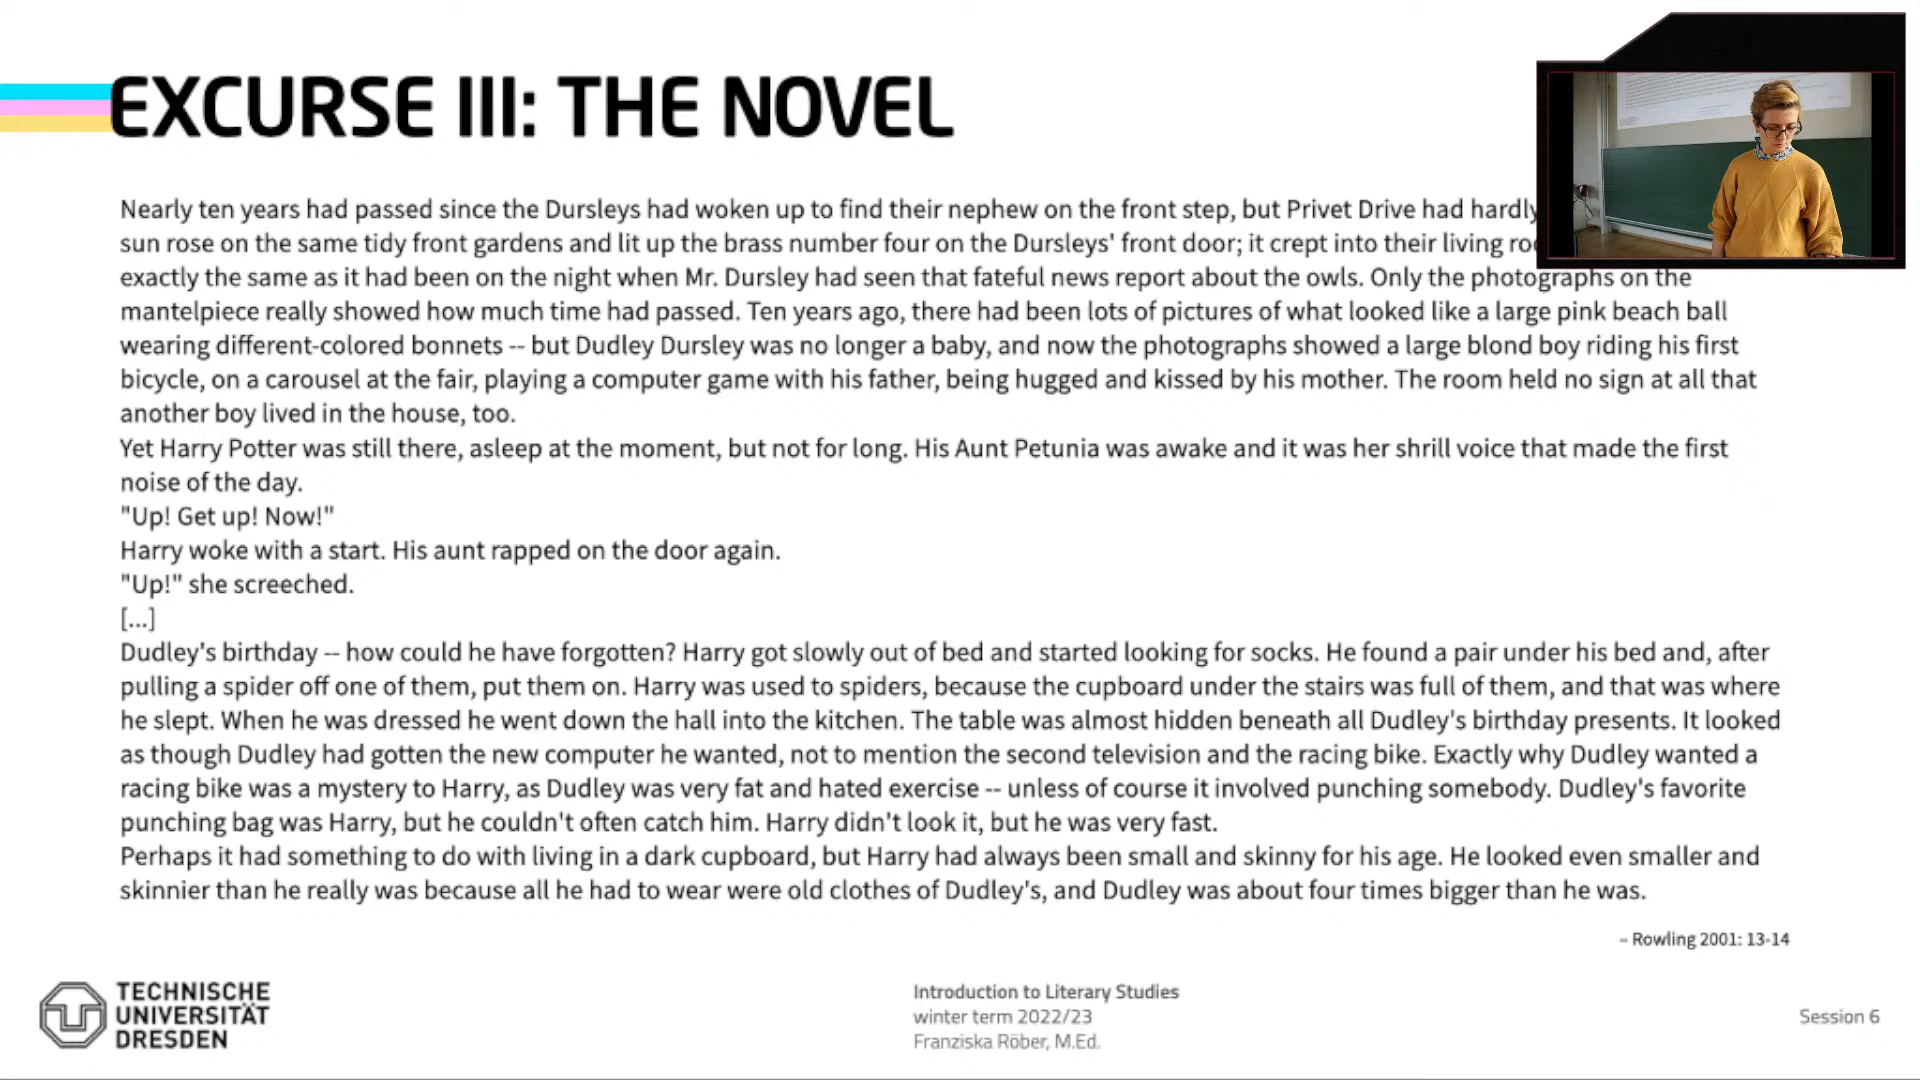 EXCURSE III: THE NOVEL
Nearly ten years had passed since the Dursleys had woken up to find their nephew on the front step, but Privet Drive had hardly
sun rose on the same tidy front gardens and lit up the brass number four on the Dursleys' front door; it crept into their living
exactly the same as it had been on the night when Mr. Dursley had seen that fateful news report about the owls. Only the photographs on the
mantelpiece really showed how much time had passed. Ten years ago, there had been lots of pictures of what looked like a large pink beach ball
wearing different-colored bonnets -- but Dudley Dursley was no longer a baby, and now the photographs showed a large blond boy riding his first
bicycle, on a carousel at the fair, playing a computer game with his father, being hugged and kissed by his mother. The room held no sign at all that
another boy lived in the house, too.
Yet Harry Potter was still there, asleep at the moment, but not for long. His Aunt Petunia was awake and it was her shrill voice that made the first
noise of the day.
"Up! Get up! Now!"
Harry woke with a start. His aunt rapped on the door again.
"Up!" she screeched.
[...]
Dudley's birthday -- how could he have forgotten? Harry got slowly out of bed and started looking for socks. He found a pair under his bed and, after
pulling a spider off one of them, put them on. Harry was used to spiders, because the cupboard under the stairs was full of them, and that was where
he slept. When he was dressed he went down the hall into the kitchen. The table was almost hidden beneath all Dudley's birthday presents. It looked
as though Dudley had gotten the new computer he wanted, not to mention the second television and the racing bike. Exactly why Dudley wanted a
racing bike was a mystery to Harry, as Dudley was very fat and hated exercise -- unless of course it involved punching somebody. Dudley's favorite
punching bag was Harry, but he couldn't often catch him. Harry didn't look it, but he was very fast.
Perhaps it had something to do with living in a dark cupboard, but Harry had always been small and skinny for his age. He looked even smaller and
skinnier than he really was because all he had to wear were old clothes of Dudley's, and Dudley was about four times bigger than he was.
– Rowling 2001: 13-14
TECHNISCHE
UNIVERSITÄT
DRESDEN
Introduction to Literary Studies
winter term 2022/23
Franziska Röber, M.Ed.
Session 6